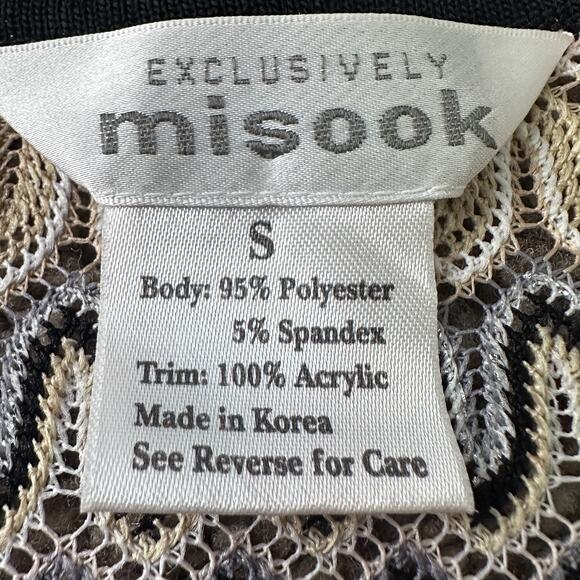 EXCLUSIVELY
misook
S
Body: 95% Polyester
5% Spandex
Trim: 100% Acrylic
Made in Korea
See Reverse for Care